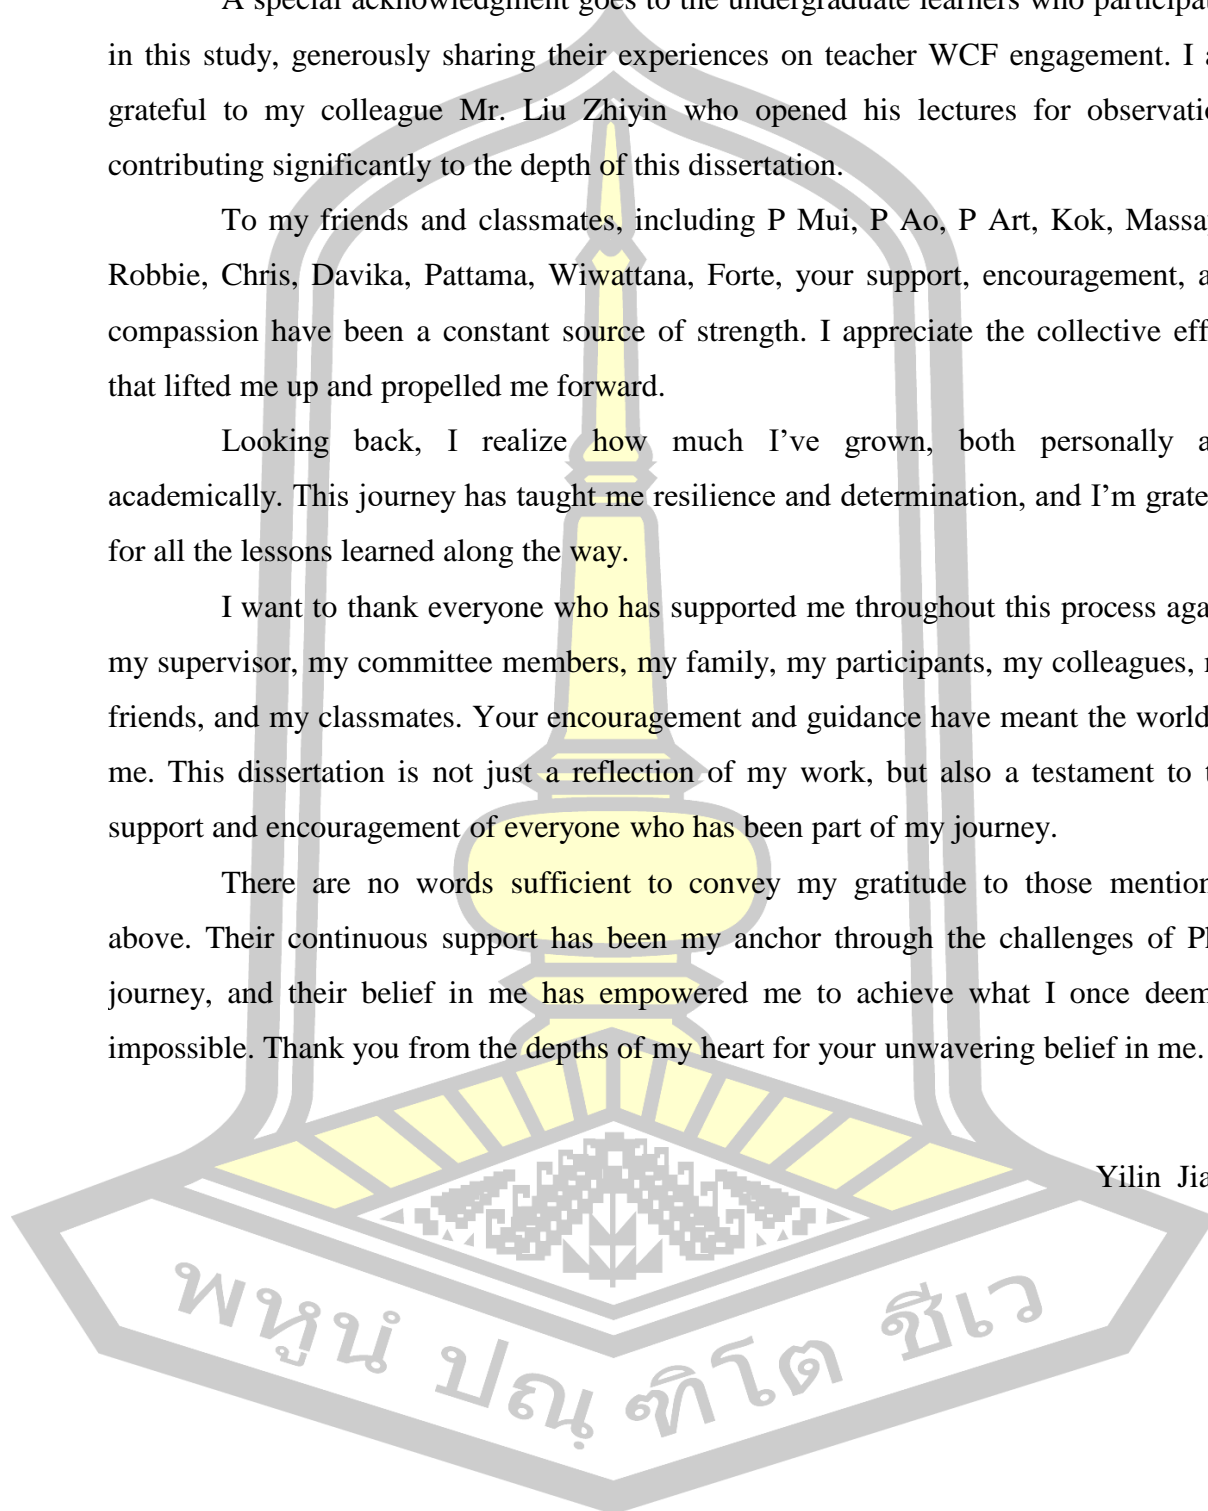 A special acknowledgment goes to the undergraduate learners who participat
in this study, generously sharing their experiences on teacher WCF engagement. I a
grateful to my colleague Mr. Liu Zhiyin who opened his lectures for observatio
contributing significantly to the depth of this dissertation.
To my friends and classmates, including P Mui, P Ao, P Art, Kok, Massay
Robbie, Chris, Davika, Pattama, Wiwattana, Forte, your support, encouragement, a
compassion have been a constant source of strength. I appreciate the collective eff
that lifted me up and propelled me forward.
Looking back, I realize how much I’ve grown, both personally a
academically. This journey has taught me resilience and determination, and I’m grate
for all the lessons learned along the way.
I want to thank everyone who has supported me throughout this process aga
my supervisor, my committee members, my family, my participants, my colleagues, 
friends, and my classmates. Your encouragement and guidance have meant the world
me. This dissertation is not just a reflection of my work, but also a testament to t
support and encouragement of everyone who has been part of my journey.
There are no words sufficient to convey my gratitude to those mention
above. Their continuous support has been my anchor through the challenges of Ph
journey, and their belief in me has empowered me to achieve what I once deem
impossible. Thank you from the depths of my heart for your unwavering belief in me.
Yilin Jia
พหูนํ ปณฺฑิโต ชีเว